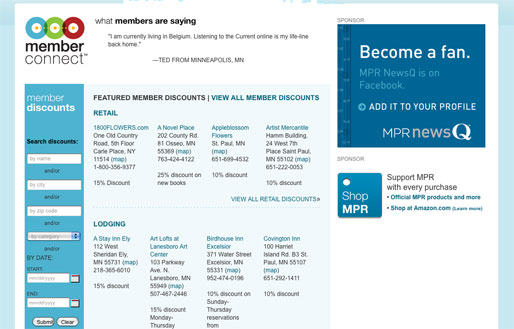 member
connect™
what members are saying
"I am currently living in Belgium. Listening to the Current online is my life-line
back home."
—TED FROM MINNEAPOLIS, MN
member
discounts
Search discounts:
by name
and/or
by city
and/or
by zip code
and/or
by category
and/or
BY DATE:
START:
mm/dd/yyyy
END:
mm/dd/yyyy
Submit Clear
FEATURED MEMBER DISCOUNTS | VIEW ALL MEMBER DISCOUNTS
RETAIL
1800FLOWERS.com
One Old Country
Road, 5th Floor
Carle Place, NY
11514 (map)
1-800-356-9377
15% Discount
A Novel Place
202 County Rd.
81 Osseo, MN
55369 (map)
763-424-4122
25% discount on
new books
Appleblossom
Flowers
St. Paul, MN
(map)
651-699-4532
10% discount
Artist Mercantile
Hamm Building,
24 West 7th
Place Saint Paul,
MN 55102 (map)
651-222-0053
10% discount
VIEW ALL RETAIL DISCOUNTS»
LODGING
A Stay Inn Ely
112 West
Sheridan Ely,
MN 55731 (map)
218-365-6010
15% discount
Art Lofts at
Lanesboro Art
Center
103 Parkway
Ave. N.
Lanesboro, MN
55949 (map)
507-467-2446
15% discount
Monday-
Thursday
Birdhouse Inn
Excelsior
371 Water Street
Excelsior, MN
55331 (map)
952-474-0196
10% discount on
Sunday-
Thursday
reservations
from
Covington Inn
100 Harriet
Island Rd. B3 St.
Paul, MN 55107
(map)
651-292-1411
10% discount
SPONSOR
Become a fan.
MPR NewsQ is on
Facebook.
ADD IT TO YOUR PROFILE
MPR newsQ
SPONSOR
Shop
MPR
Support MPR
with every purchase
• Official MPR products and more
• Shop at Amazon.com (Learn more)